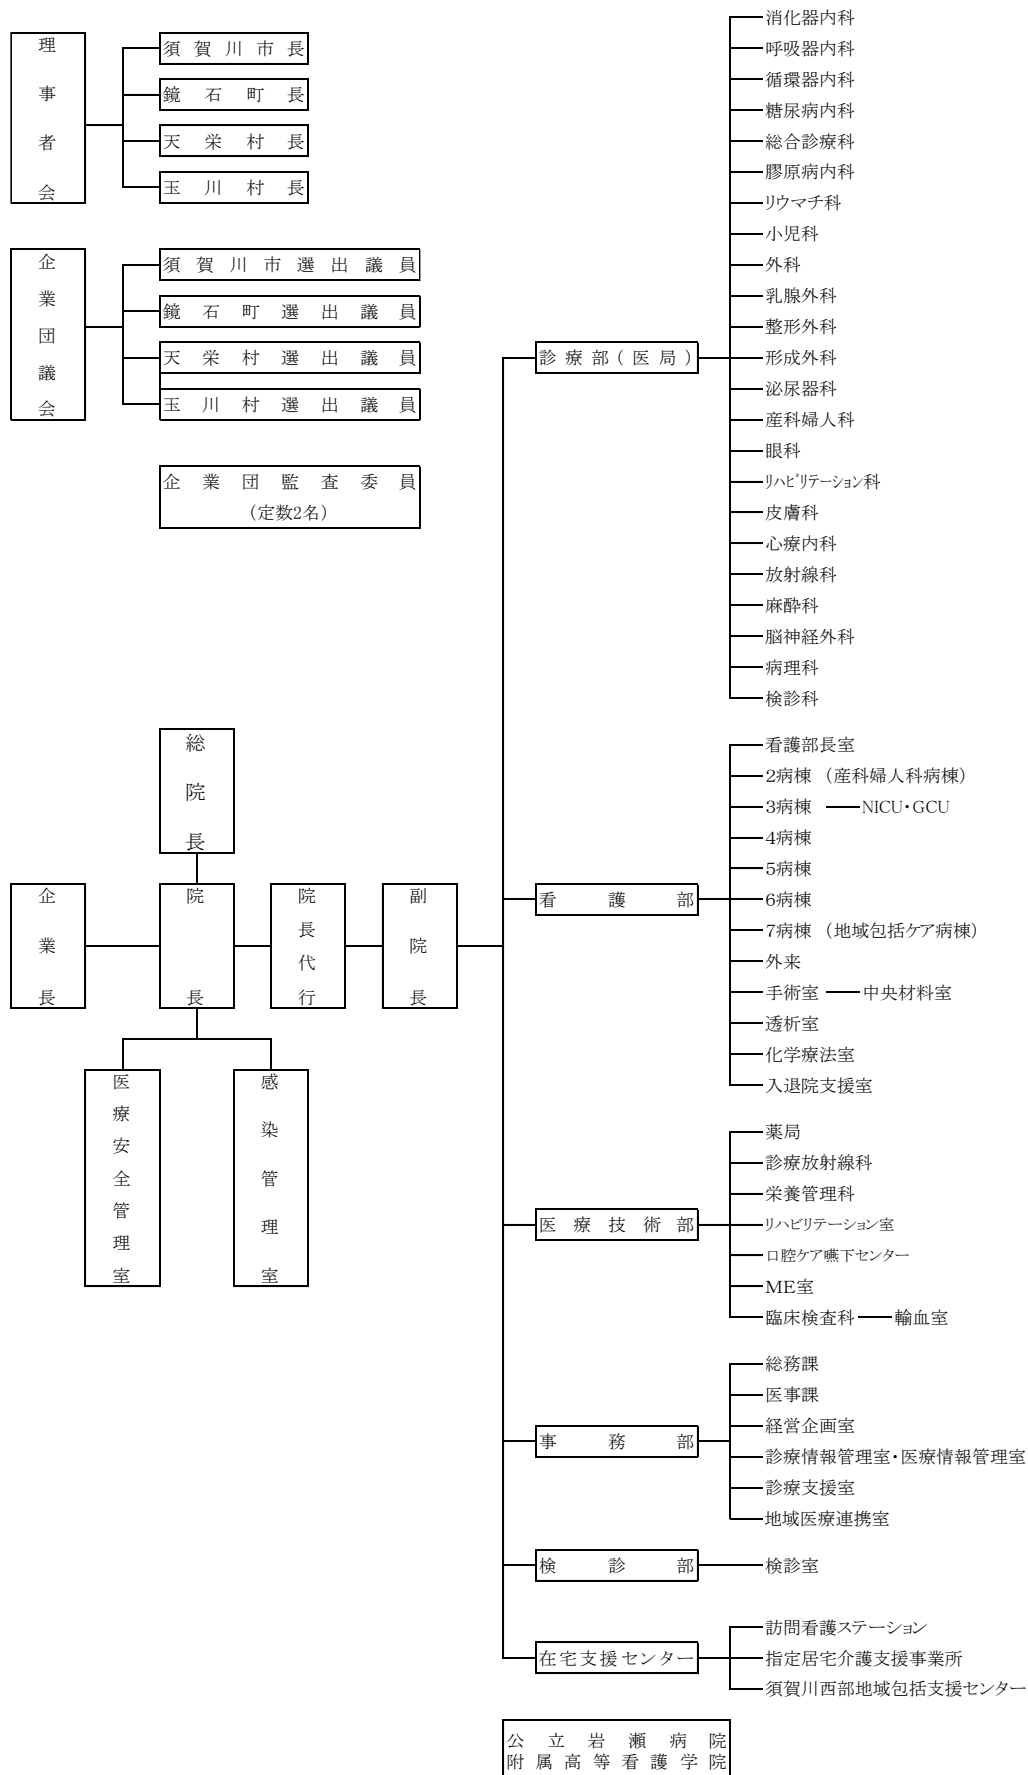 理事者会
須賀川市長
鏡石町長
天栄村長
玉川村長
企業団議会
須賀川市選出議員
鏡石町選出議員
天栄村選出議員
玉川村選出議員
企業団監査委員
（定数2名）
総院長
企業長
院長
院長代行
副院長
医療安全管理室
感染管理室
診療部（医局）
消化器内科
呼吸器内科
循環器内科
糖尿病内科
総合診療科
膠原病内科
リウマチ科
小児科
外科
乳腺外科
整形外科
形成外科
泌尿器科
産科婦人科
眼科
リハビリテーション科
皮膚科
心療内科
放射線科
麻酔科
脳神経外科
病理科
検診科
看護部
看護部長室
2病棟（産科婦人科病棟）
3病棟 NICU・GCU
4病棟
5病棟
6病棟
7病棟（地域包括ケア病棟）
外来
手術室 中央材料室
透析室
化学療法室
入退院支援室
医療技術部
薬局
診療放射線科
栄養管理科
リハビリテーション室
口腔ケア嚥下センター
ME室
臨床検査科 輸血室
事務部
総務課
医事課
経営企画室
診療情報管理室・医療情報管理室
診療支援室
地域医療連携室
検診部
検診室
在宅支援センター
訪問看護ステーション
指定居宅介護支援事業所
須賀川西部地域包括支援センター
公立岩瀬病院
附属高等看護学院